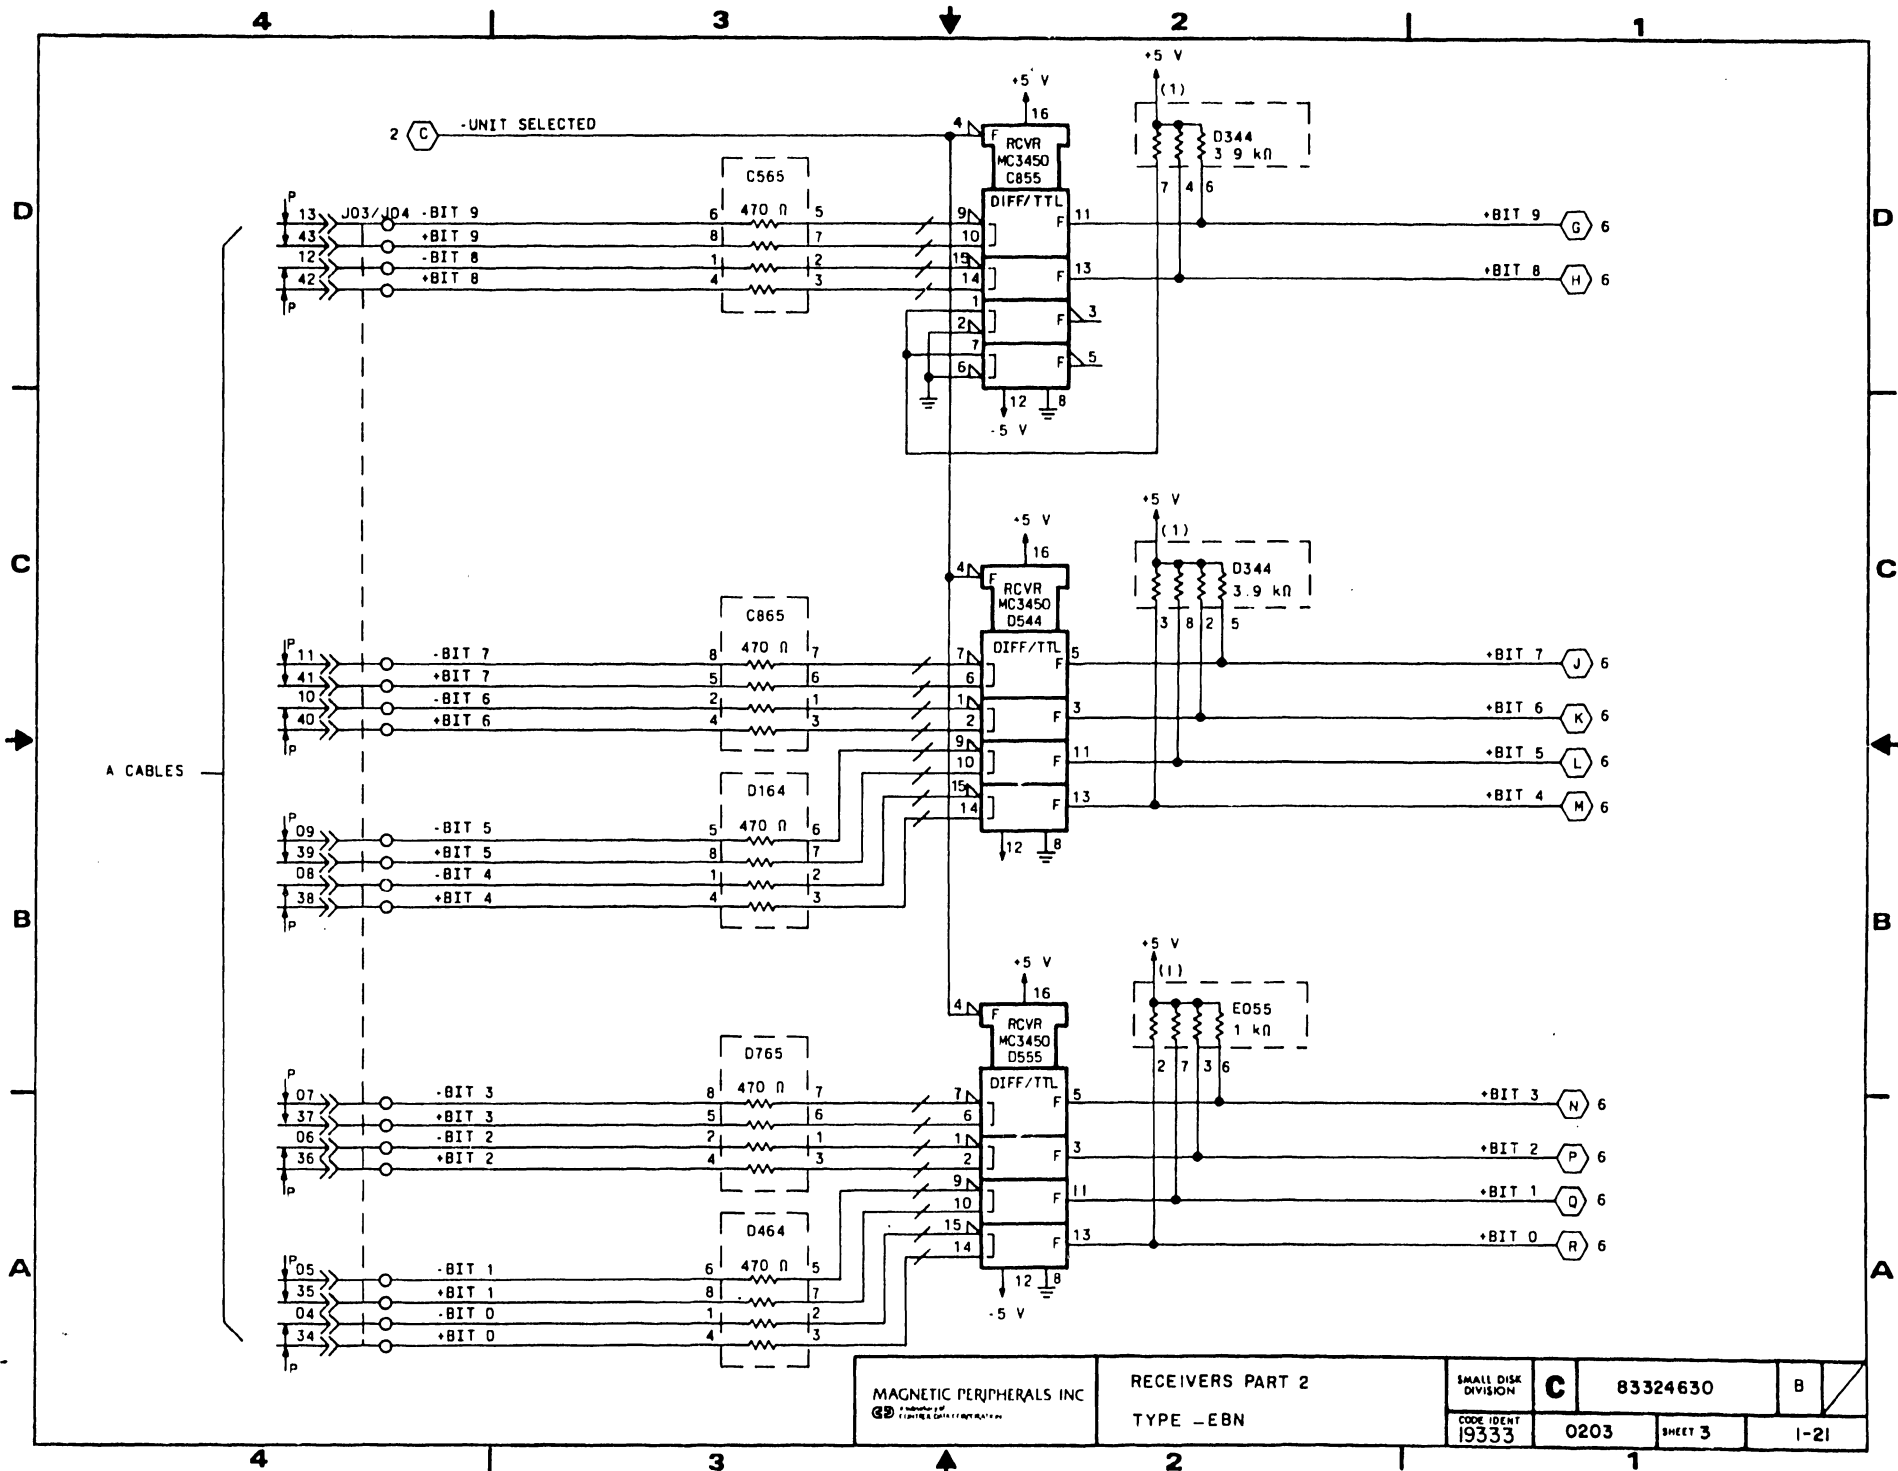 4 3 2 1
+5 V
(1)
+5 V
16
2 C -UNIT SELECTED 4 F
RCVR
MC3450
C855
D344
3 9 kΩ
7 4 6
C565
D D
P
13 J03/J04 -BIT 9 6 470 Ω 5 9 DIFF/TTL F 11 +BIT 9 G 6
43 +BIT 9 8 7 10
12 -BIT 8 1 2 15 F 13 +BIT 8 H 6
42 +BIT 8 4 3 14
P
1 F 3
2
7 F 5
6
12 8
-5 V
+5 V
(1)
+5 V
16
C C
4 F
RCVR
MC3450
D544
D344
3.9 kΩ
3 8 2 5
C865
P
11 -BIT 7 8 470 Ω 7 7 DIFF/TTL F 5 +BIT 7 J 6
41 +BIT 7 5 6 6
10 -BIT 6 2 1 1 F 3 +BIT 6 K 6
40 +BIT 6 4 3 2
P
9 F 11 +BIT 5 L 6
10
A CABLES
D164
15 F 13 +BIT 4 M 6
14
P
09 -BIT 5 5 470 Ω 6
39 +BIT 5 8 7
08 -BIT 4 1 2
38 +BIT 4 4 3
P
12 8
B B
+5 V
(1)
+5 V
16
4 F
RCVR
MC3450
D555
E055
1 kΩ
2 7 3 6
D765
P
07 -BIT 3 8 470 Ω 7 7 DIFF/TTL F 5 +BIT 3 N 6
37 +BIT 3 5 6 6
06 -BIT 2 2 1 1 F 3 +BIT 2 P 6
36 +BIT 2 4 3 2
P
9 F 11 +BIT 1 Q 6
10
D464
15 F 13 +BIT 0 R 6
14
A A
P
05 -BIT 1 6 470 Ω 5
35 +BIT 1 8 7
04 -BIT 0 1 2
34 +BIT 0 4 3
P
12 8
-5 V
MAGNETIC PERIPHERALS INC
RECEIVERS PART 2
TYPE _EBN
SMALL DISK
DIVISION
C 83324630 B
CODE IDENT
19333
0203 SHEET 3 1-21
4 3 2 1